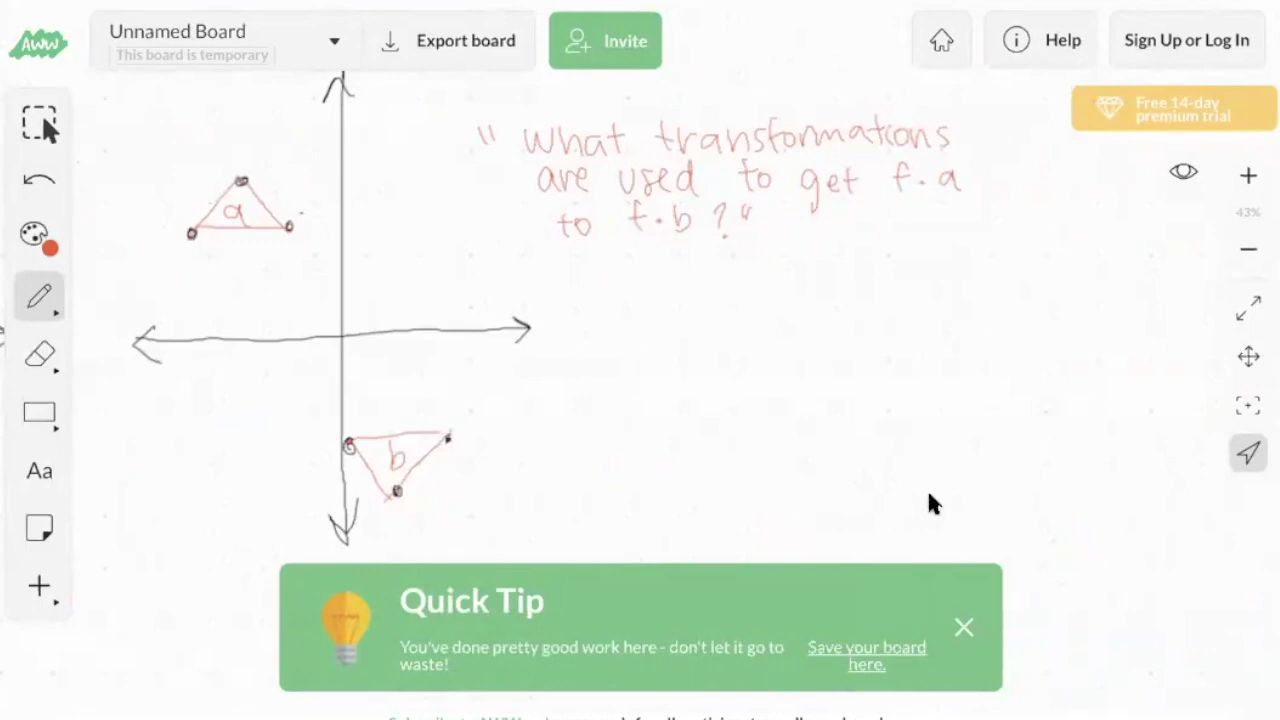 AWW
Unnamed Board
This board is temporary
Export board
Invite
Help
Sign Up or Log In
Free 14-day
premium trial
43%
" What transformations
are used to get f.a
to f.b ? "
a
b
Aa
Quick Tip
You've done pretty good work here - don't let it go to
waste!
Save your board
here.